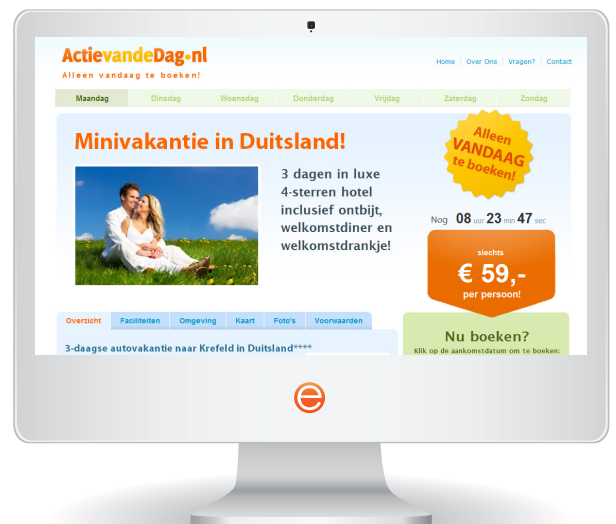 ActievandeDag.nl
Alleen vandaag te boeken!
Home | Over Ons | Vragen? | Contact
Maandag Dinsdag Woensdag Donderdag Vrijdag Zaterdag Zondag
Minivakantie in Duitsland!
Alleen
VANDAAG
te boeken!
3 dagen in luxe
4-sterren hotel
inclusief ontbijt,
welkomstdiner en
welkomstdrankje!
Nog 08 uur 23 min 47 sec
slechts
€ 59,-
per persoon!
Overzicht Faciliteiten Omgeving Kaart Foto's Voorwaarden
3-daagse autovakantie naar Krefeld in Duitsland****
Nu boeken?
Klik op de aankomstdatum om te boeken:
e